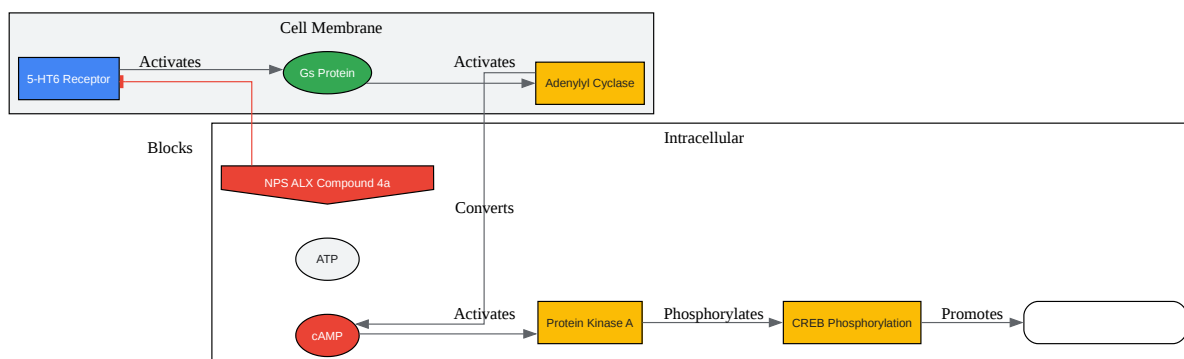 Cell Membrane
5-HT6 Receptor
Activates
Gs Protein
Activates
Adenylyl Cyclase
Blocks
Intracellular
NPS ALX Compound 4a
Converts
ATP
cAMP
Activates
Protein Kinase A
Phosphorylates
CREB Phosphorylation
Promotes